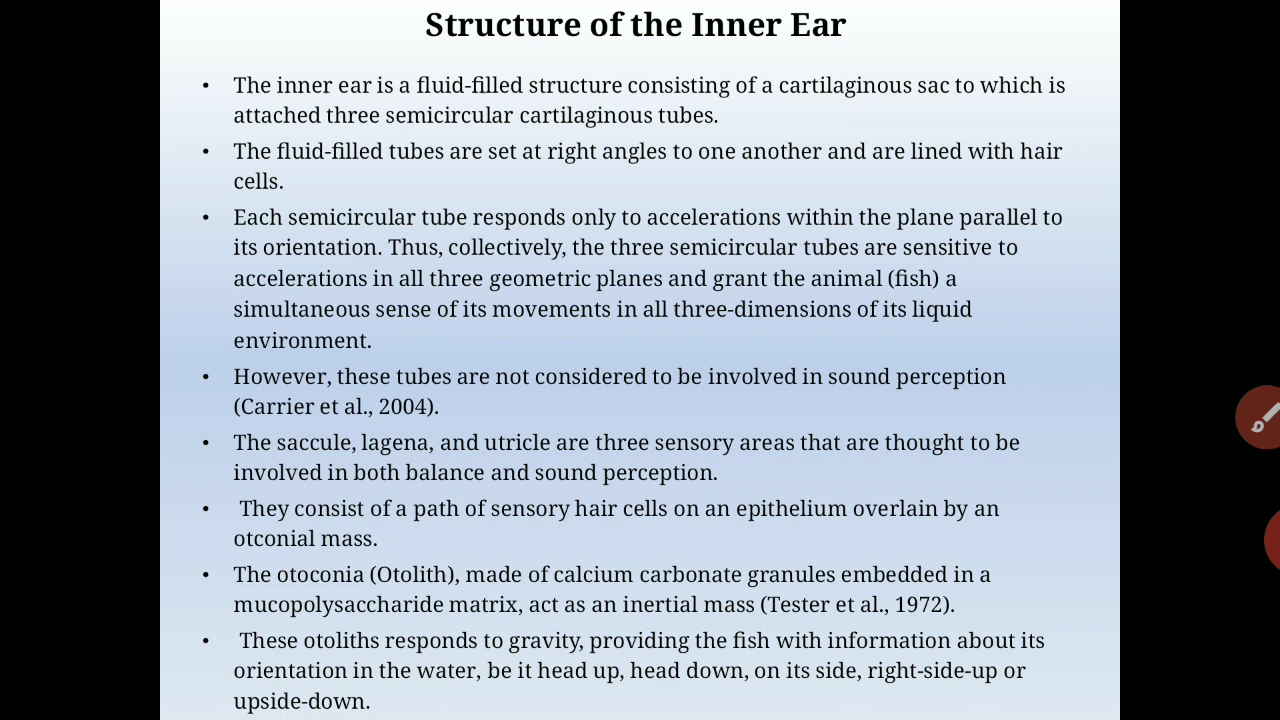 Structure of the Inner Ear
• The inner ear is a fluid-filled structure consisting of a cartilaginous sac to which is
attached three semicircular cartilaginous tubes.
• The fluid-filled tubes are set at right angles to one another and are lined with hair
cells.
• Each semicircular tube responds only to accelerations within the plane parallel to
its orientation. Thus, collectively, the three semicircular tubes are sensitive to
accelerations in all three geometric planes and grant the animal (fish) a
simultaneous sense of its movements in all three-dimensions of its liquid
environment.
• However, these tubes are not considered to be involved in sound perception
(Carrier et al., 2004).
• The saccule, lagena, and utricle are three sensory areas that are thought to be
involved in both balance and sound perception.
• They consist of a path of sensory hair cells on an epithelium overlain by an
otconial mass.
• The otoconia (Otolith), made of calcium carbonate granules embedded in a
mucopolysaccharide matrix, act as an inertial mass (Tester et al., 1972).
• These otoliths responds to gravity, providing the fish with information about its
orientation in the water, be it head up, head down, on its side, right-side-up or
upside-down.